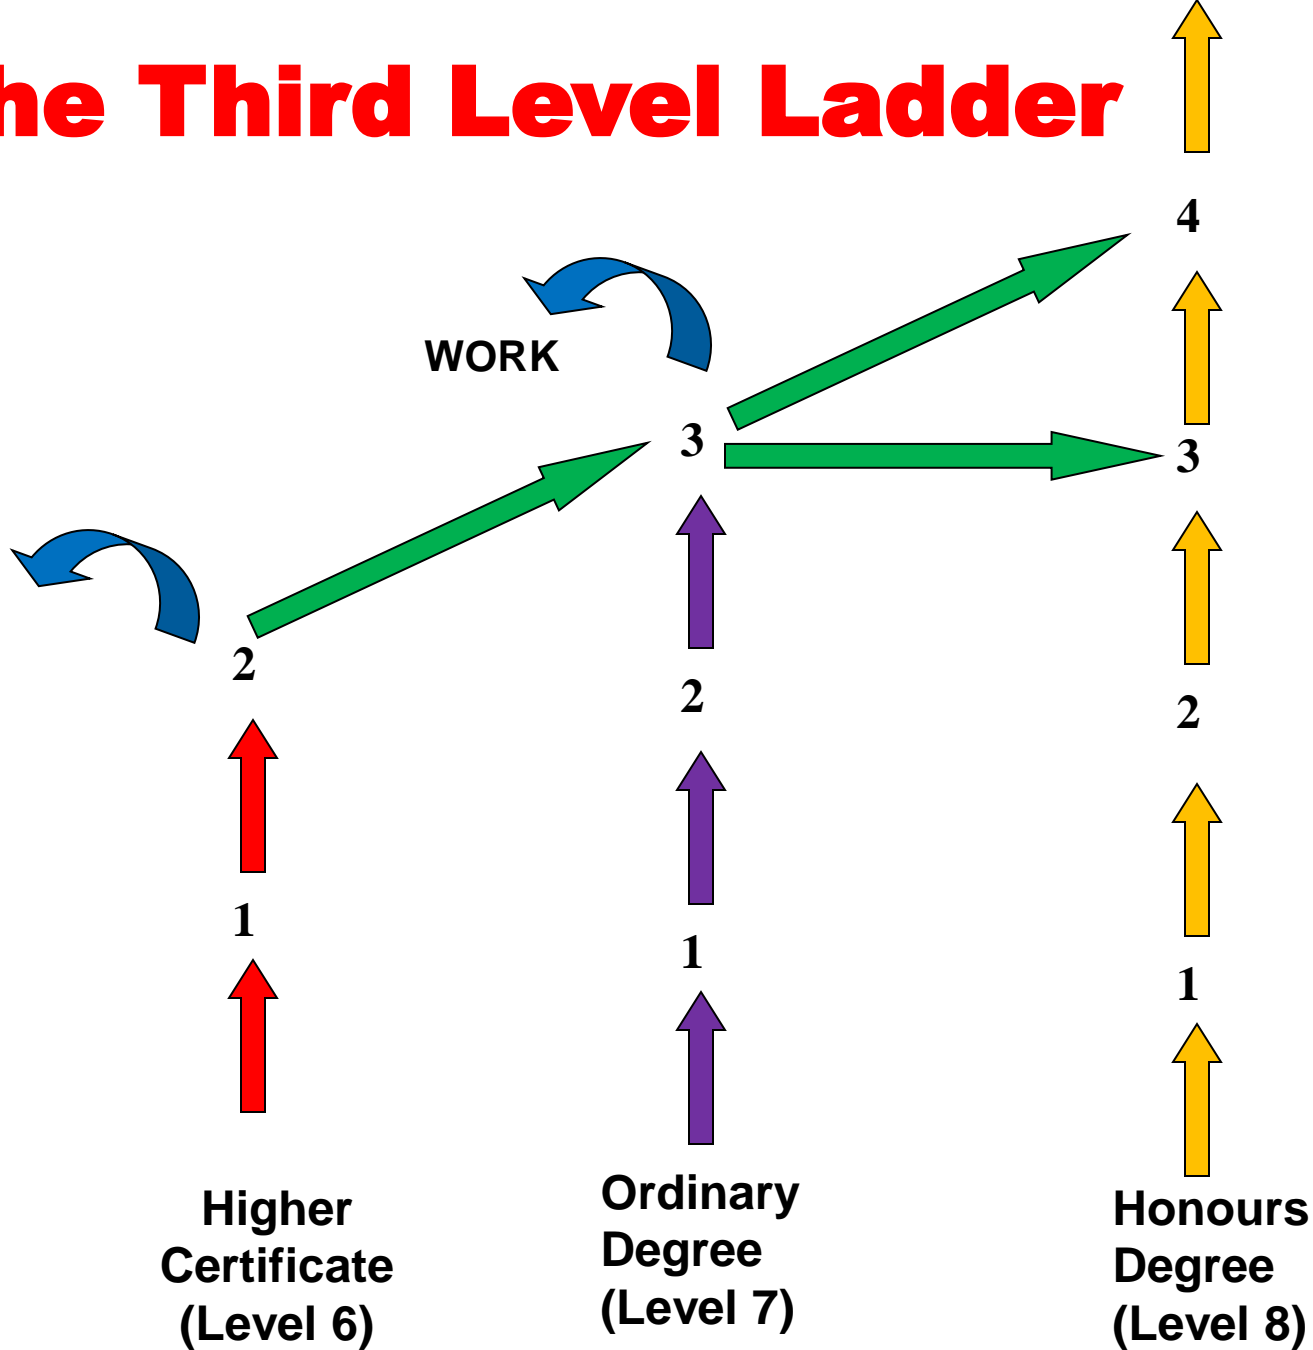 he Third Level Ladder
4
WORK
3
3
2
2
2
1
1
1
Higher
Certificate
(Level 6)
Ordinary
Degree
(Level 7)
Honours
Degree
(Level 8)